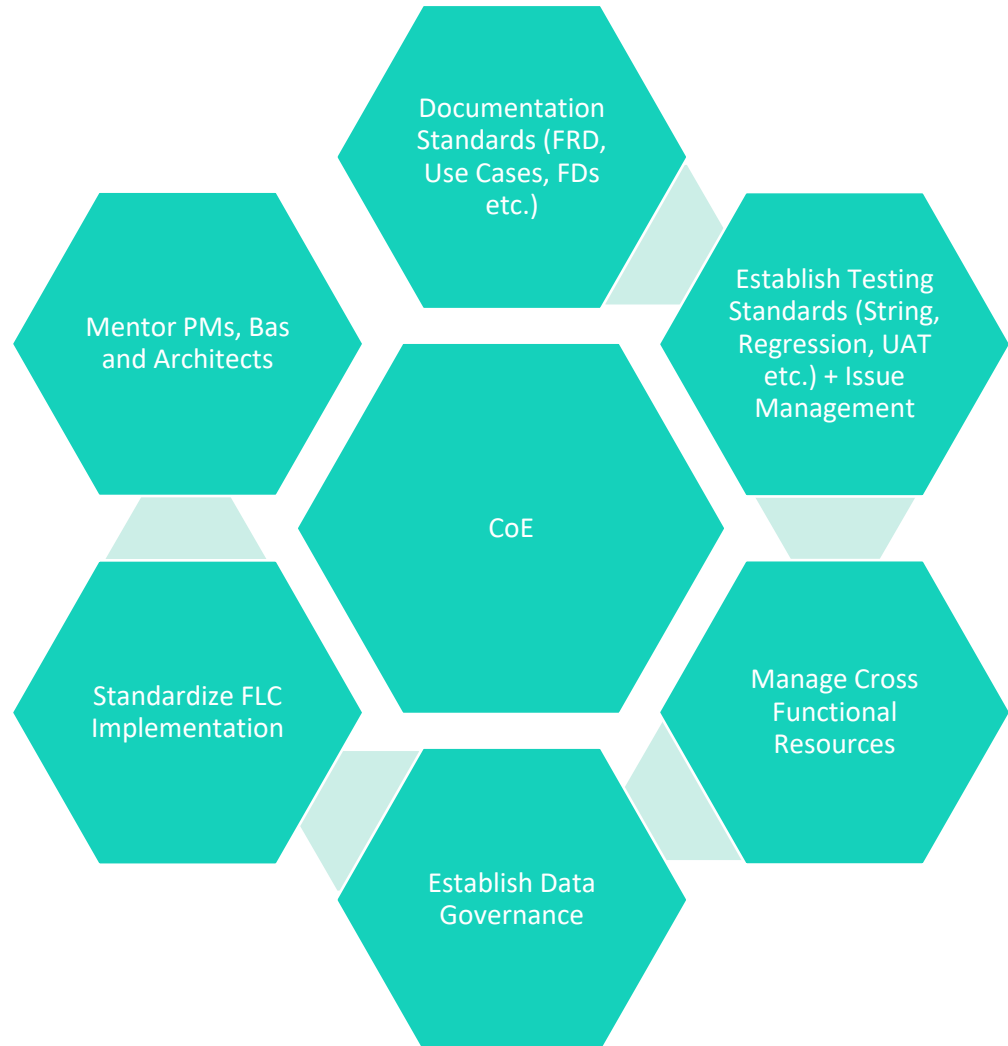 Documentation
Standards (FRD,
Use Cases, FDs
etc.)
Establish Testing
Standards (String,
Regression, UAT
etc.) + Issue
Management
Mentor PMs, Bas
and Architects
CoE
Manage Cross
Functional
Resources
Standardize FLC
Implementation
Establish Data
Governance